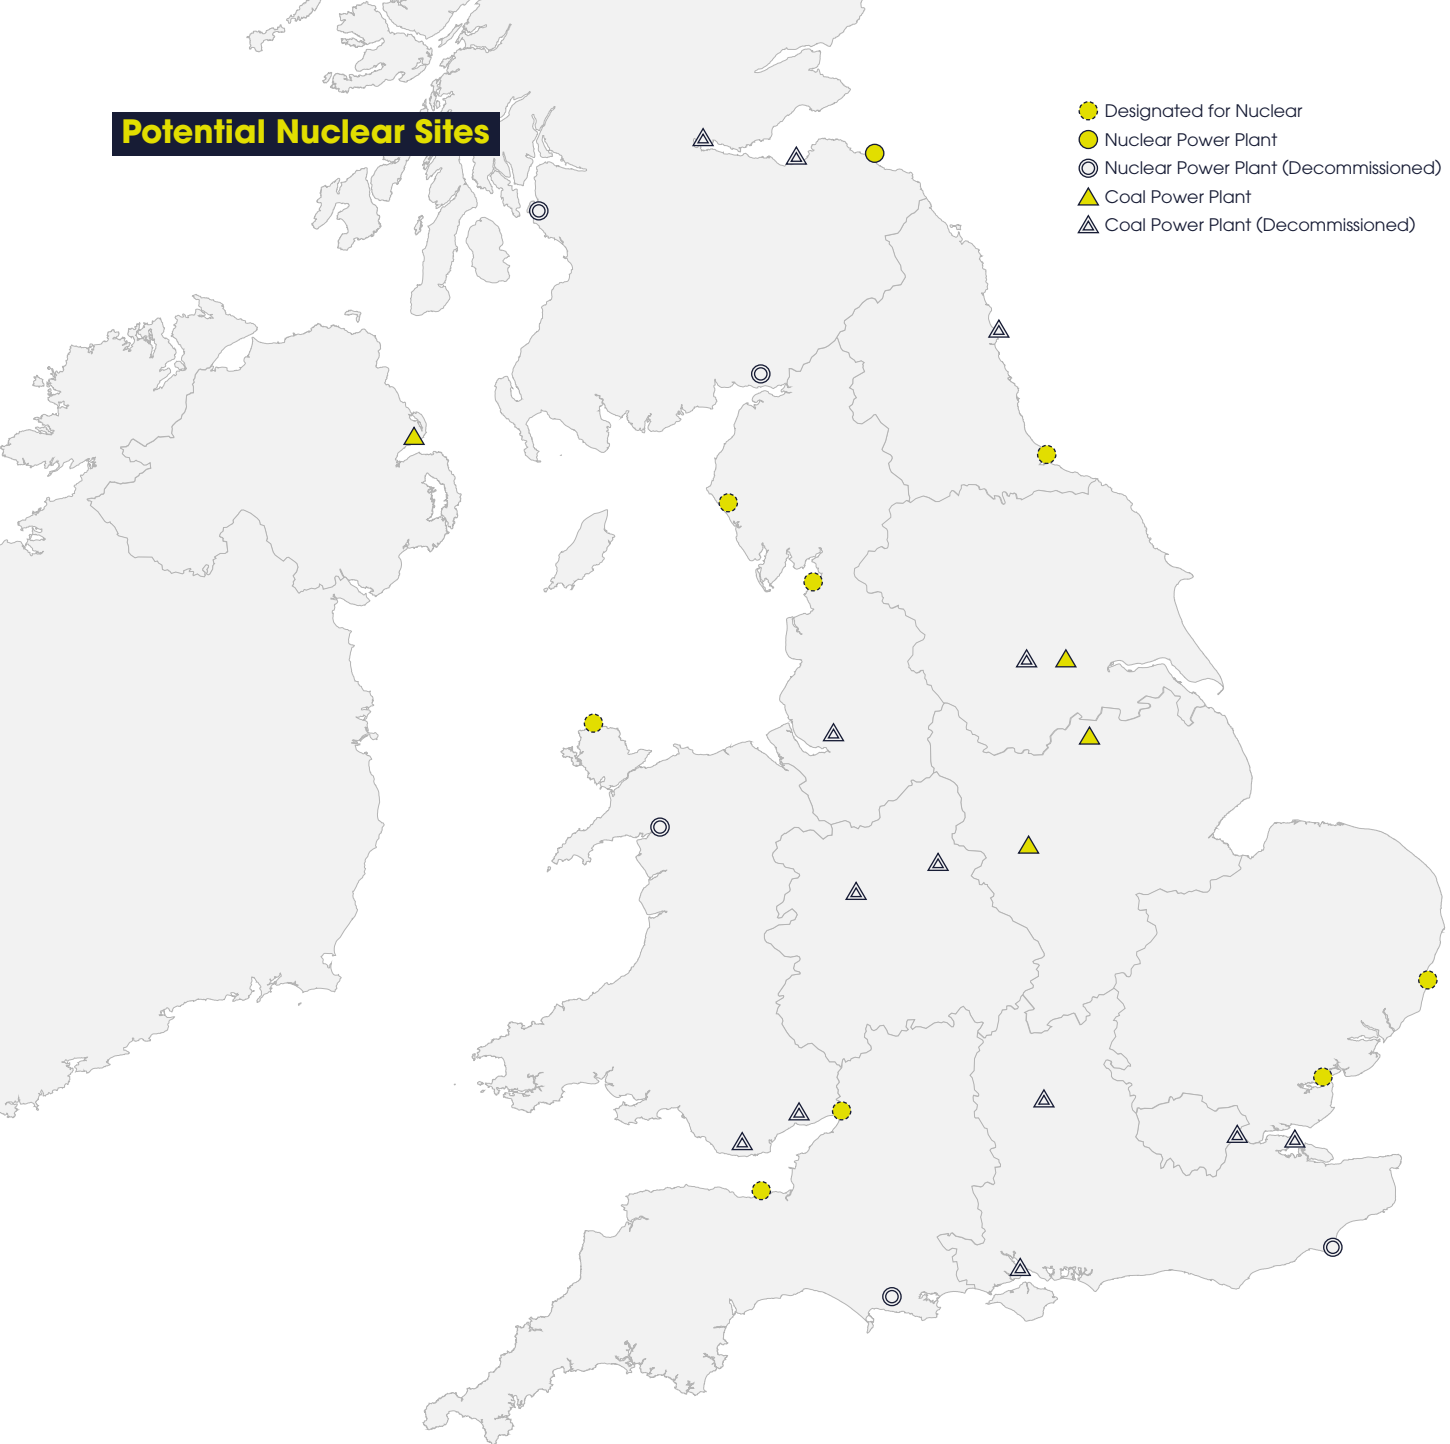 Potential Nuclear Sites
Designated for Nuclear
Nuclear Power Plant
Nuclear Power Plant (Decommissioned)
Coal Power Plant
Coal Power Plant (Decommissioned)